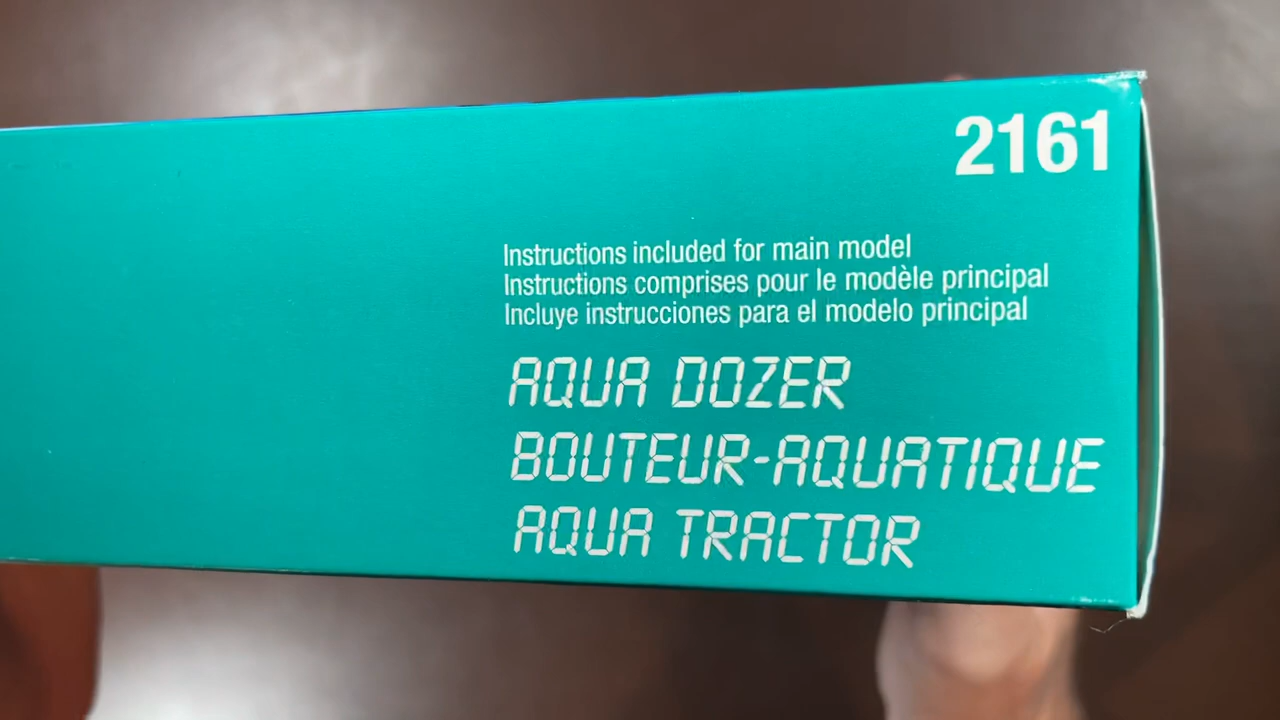 2161
Instructions included for main model
Instructions comprises pour le modèle principal
Incluye instrucciones para el modelo principal
AQUA DOZER
BOUTEUR-AQUATIQUE
AQUA TRACTOR